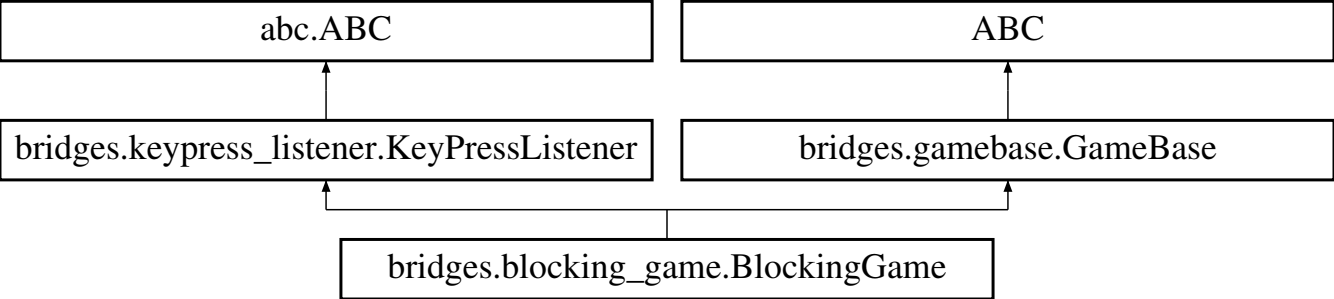 abc.ABC
ABC
bridges.keypress_listener.KeyPressListener
bridges.gamebase.GameBase
bridges.blocking_game.BlockingGame